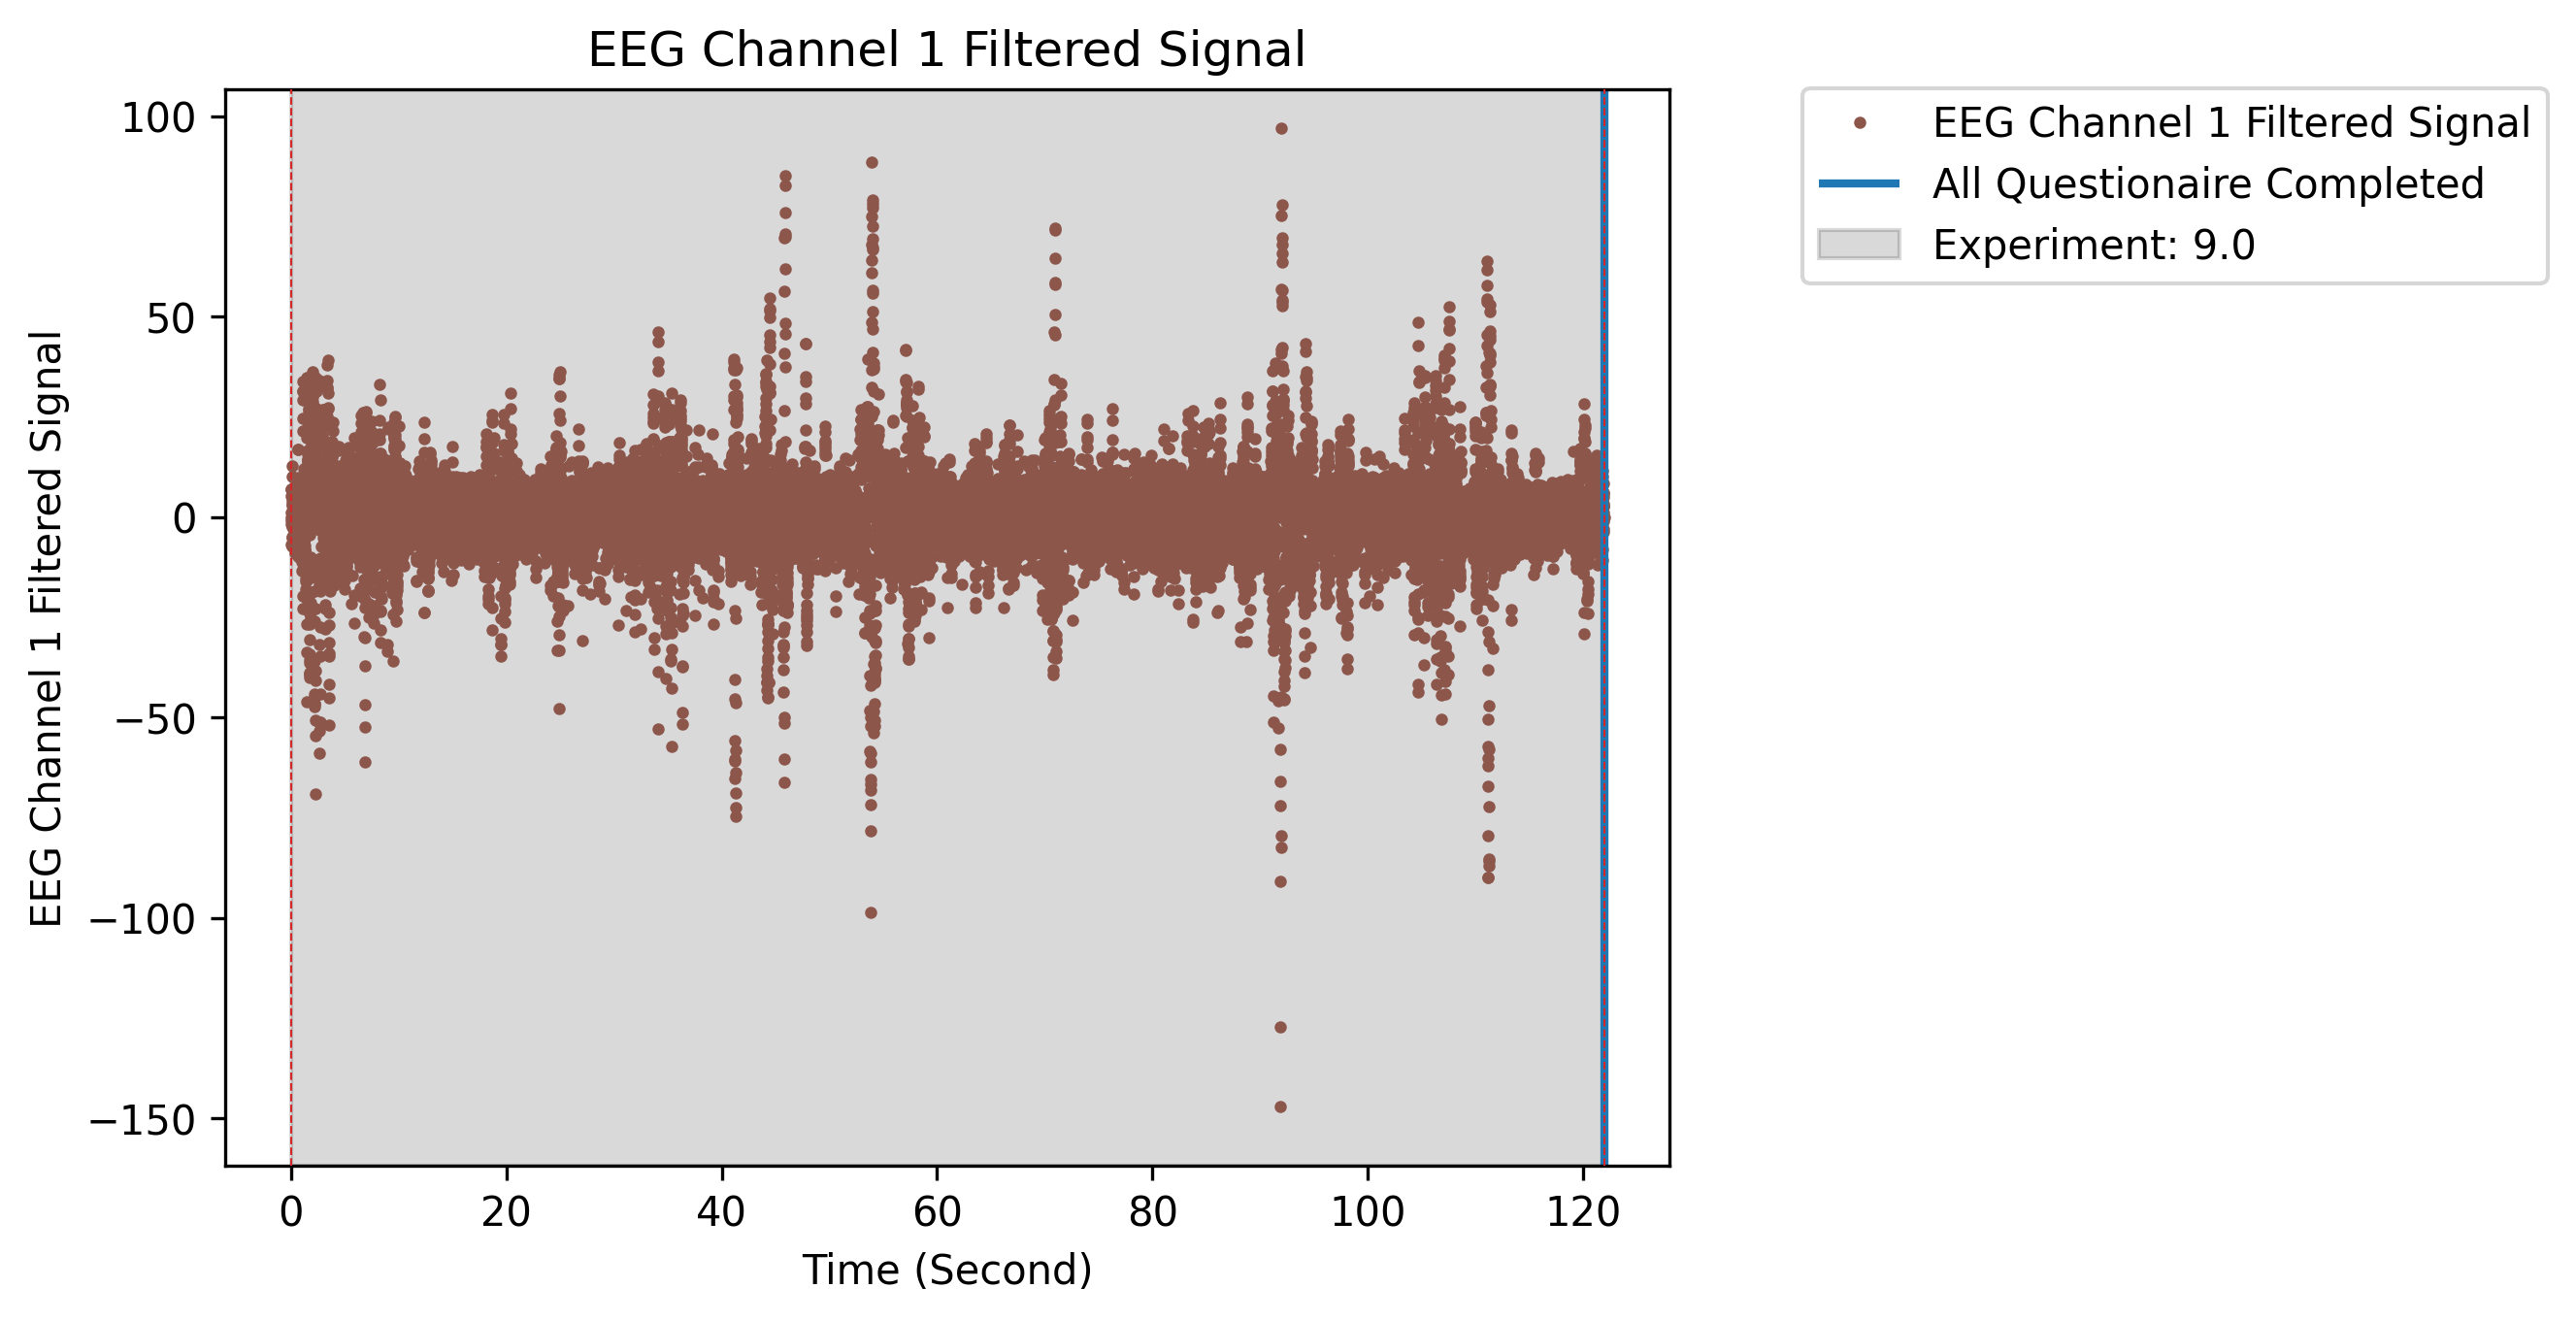 EEG Channel 1 Filtered Signal
EEG Channel 1 Filtered Signal
100
50
0
−50
−100
−150
0 20 40 60 80 100 120
Time (Second)
EEG Channel 1 Filtered Signal
All Questionaire Completed
Experiment: 9.0